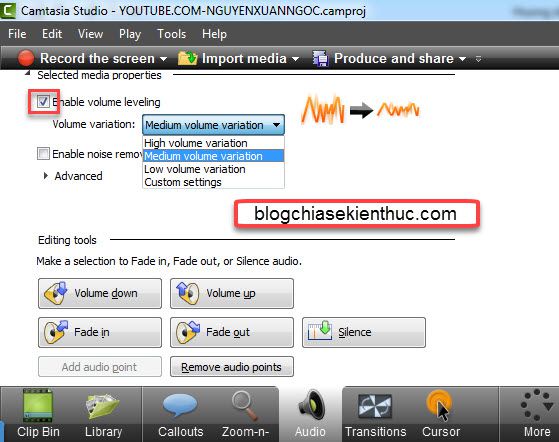 Camtasia Studio - YOUTUBE.COM-NGUYENXUANNGOC.camproj
File Edit View Play Tools Help
Record the screen Import media Produce and share
Selected media properties
Enable volume leveling
Volume variation: Medium volume variation
High volume variation
Medium volume variation
Enable noise remov
Low volume variation
Custom settings
Advanced
blogchiasekienthuc.com
Editing tools
Make a selection to Fade in, Fade out, or Silence audio.
Volume down Volume up
Fade in Fade out Silence
Add audio point Remove audio points
Clip Bin Library Callouts Zoom-n- Audio Transitions Cursor More